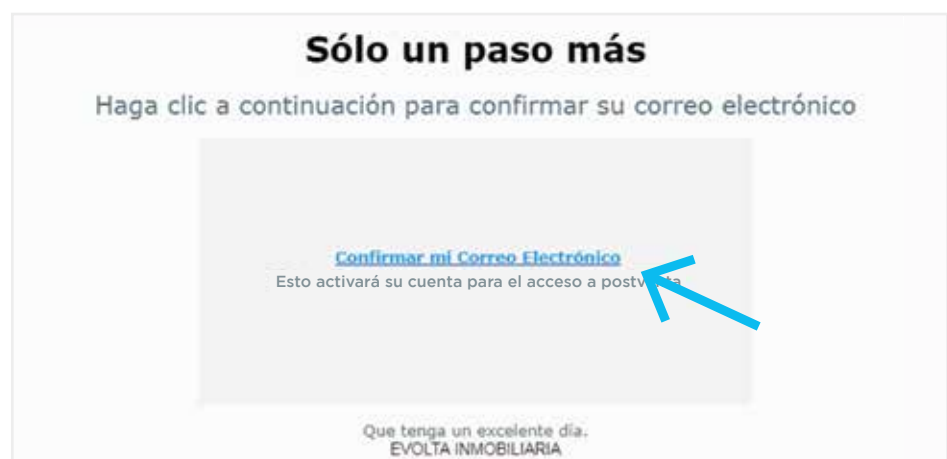 Sólo un paso más
Haga clic a continuación para confirmar su correo electrónico
Confirmar mi Correo Electrónico
Esto activará su cuenta para el acceso a
Que tenga un excelente día.
EVOLTA INMOBILIARIA